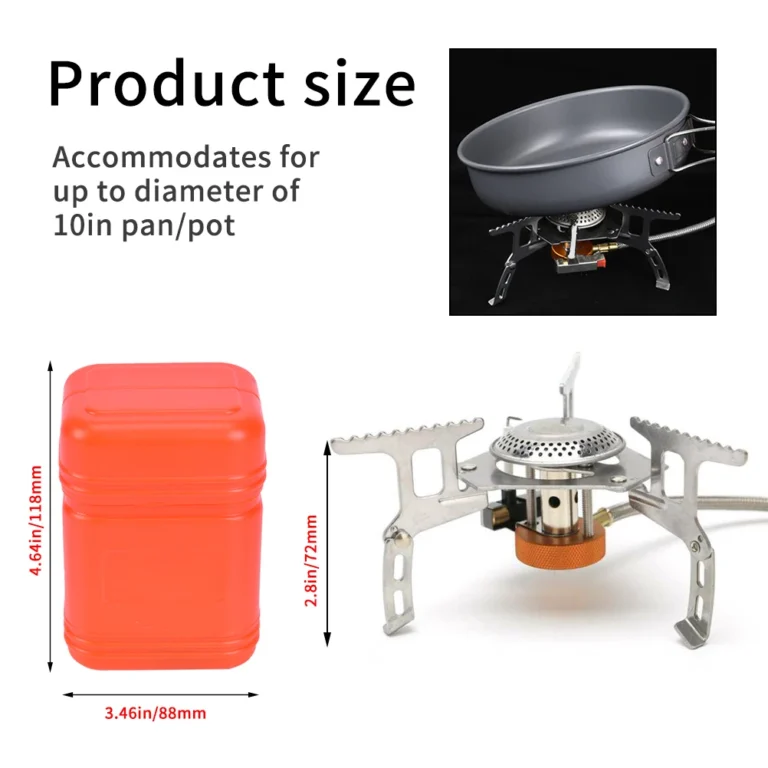 Product size
Accommodates for
up to diameter of
10in pan/pot
4.64in/118mm
2.8in/72mm
3.46in/88mm